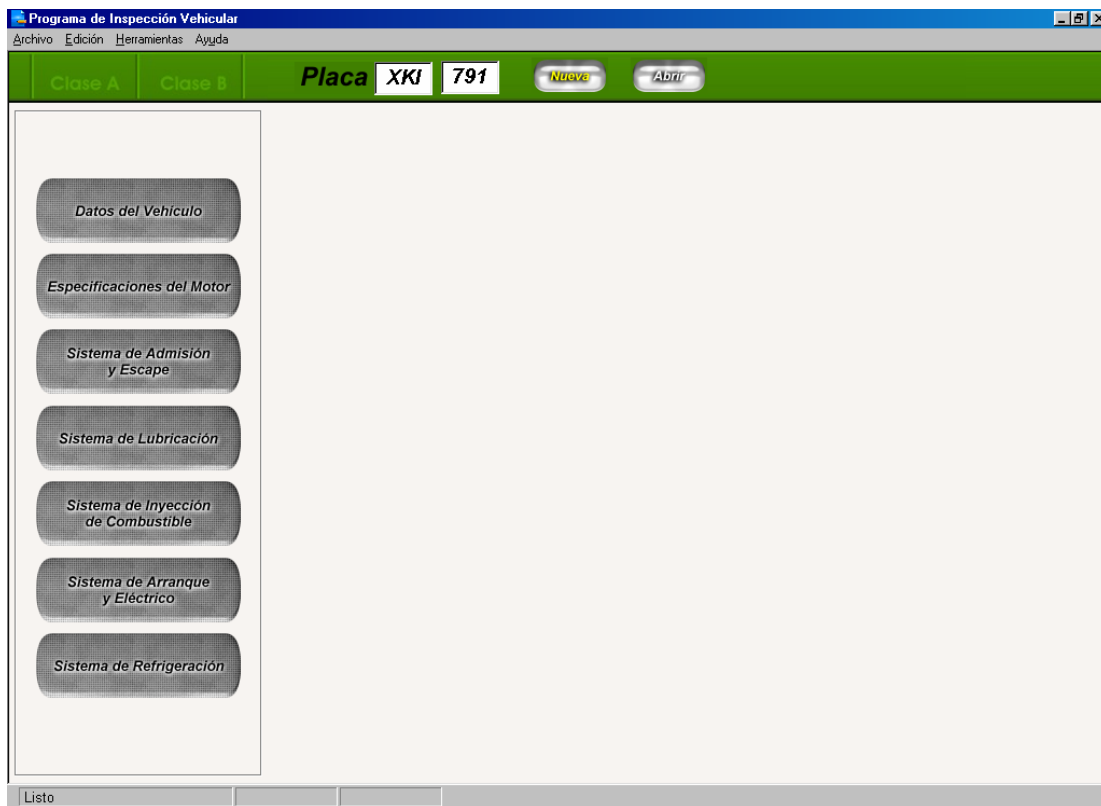 Programa de Inspección Vehicular
Archivo Edición Herramientas Ayuda
Clase A Clase B Placa XKI 791 Nueva Abrir
Datos del Vehículo
Especificaciones del Motor
Sistema de Admisión
y Escape
Sistema de Lubricación
Sistema de Inyección
de Combustible
Sistema de Arranque
y Eléctrico
Sistema de Refrigeración
Listo